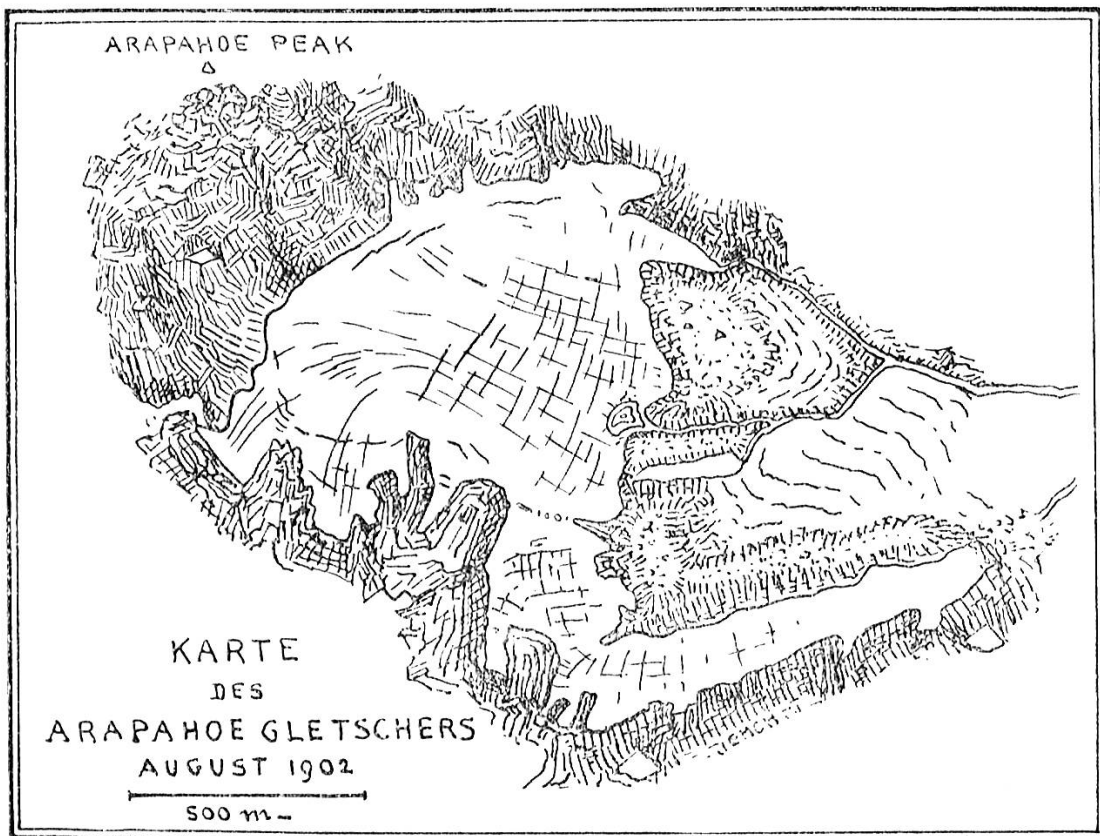 ARAPAHOE PEAK
KARTE
DES
ARAPAHOE GLETSCHERS
AUGUST 1902
500 m